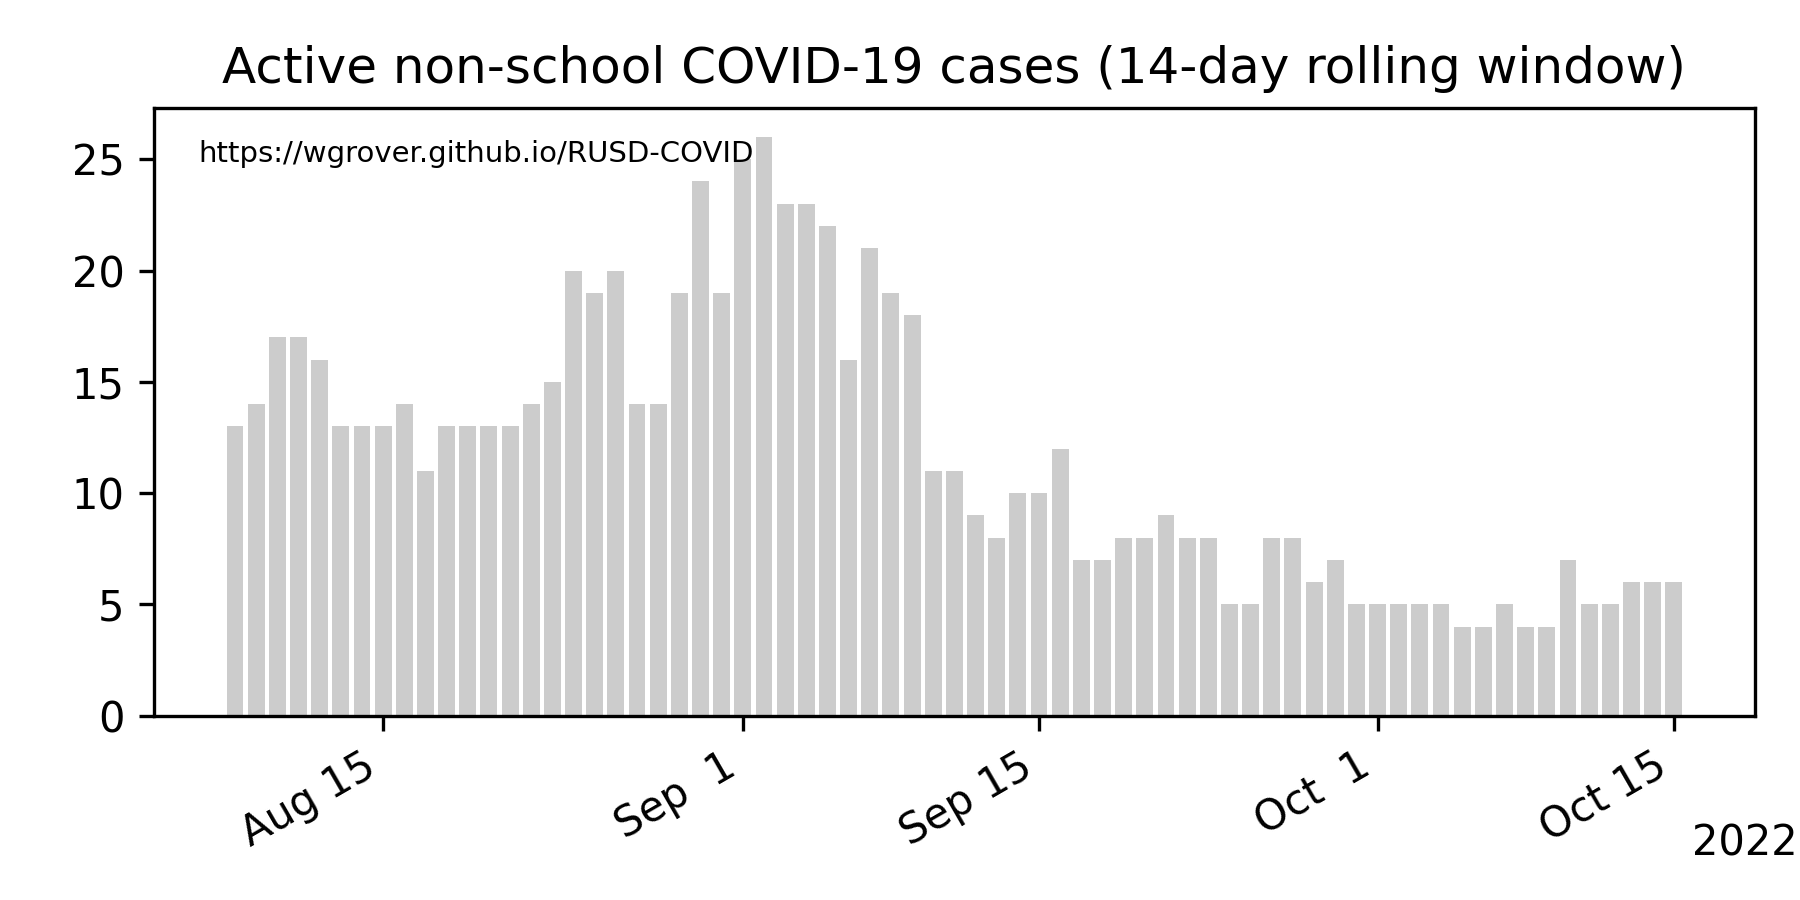 Active non-school COVID-19 cases (14-day rolling window)
https://wgrover.github.io/RUSD-COVID
25
20
15
10
5
0
Aug 15
Sep 1
Sep 15
Oct 1
Oct 15
2022